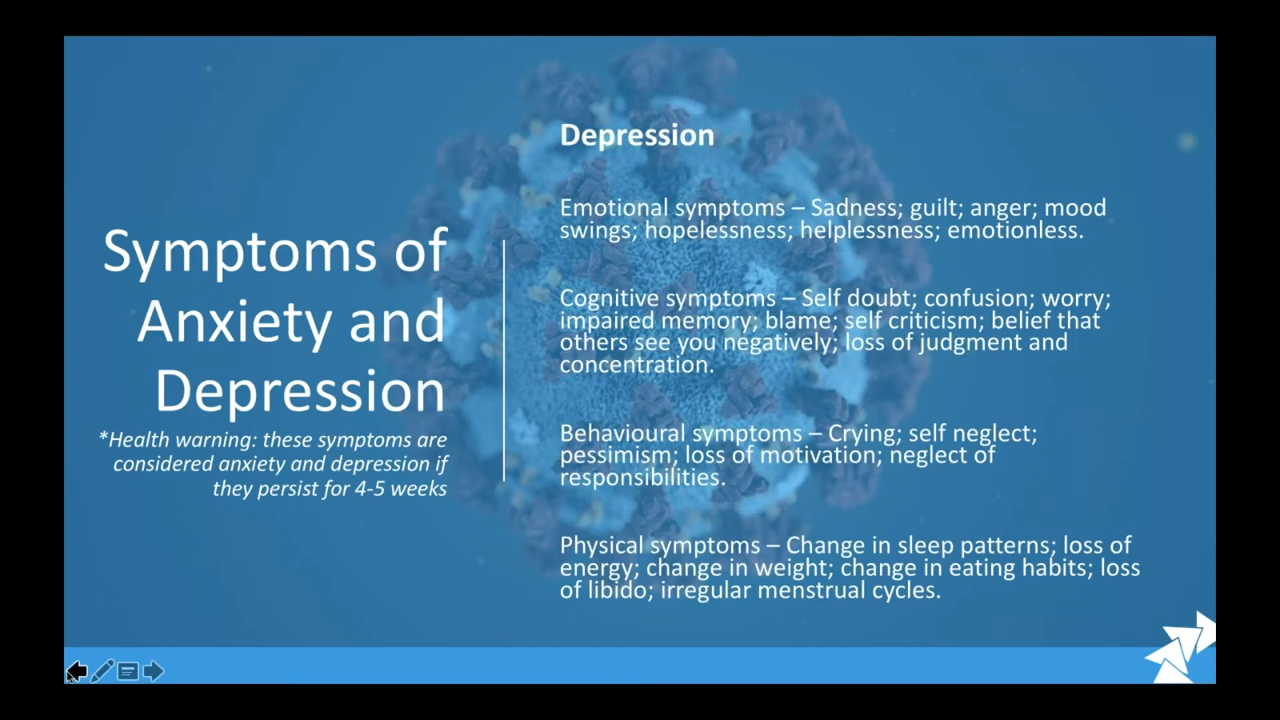 Symptoms of
Anxiety and
Depression
*Health warning: these symptoms are
considered anxiety and depression if
they persist for 4-5 weeks
Depression
Emotional symptoms – Sadness; guilt; anger; mood
swings; hopelessness; helplessness; emotionless.
Cognitive symptoms – Self doubt; confusion; worry;
impaired memory; blame; self criticism; belief that
others see you negatively; loss of judgment and
concentration.
Behavioural symptoms – Crying; self neglect;
pessimism; loss of motivation; neglect of
responsibilities.
Physical symptoms – Change in sleep patterns; loss of
energy; change in weight; change in eating habits; loss
of libido; irregular menstrual cycles.